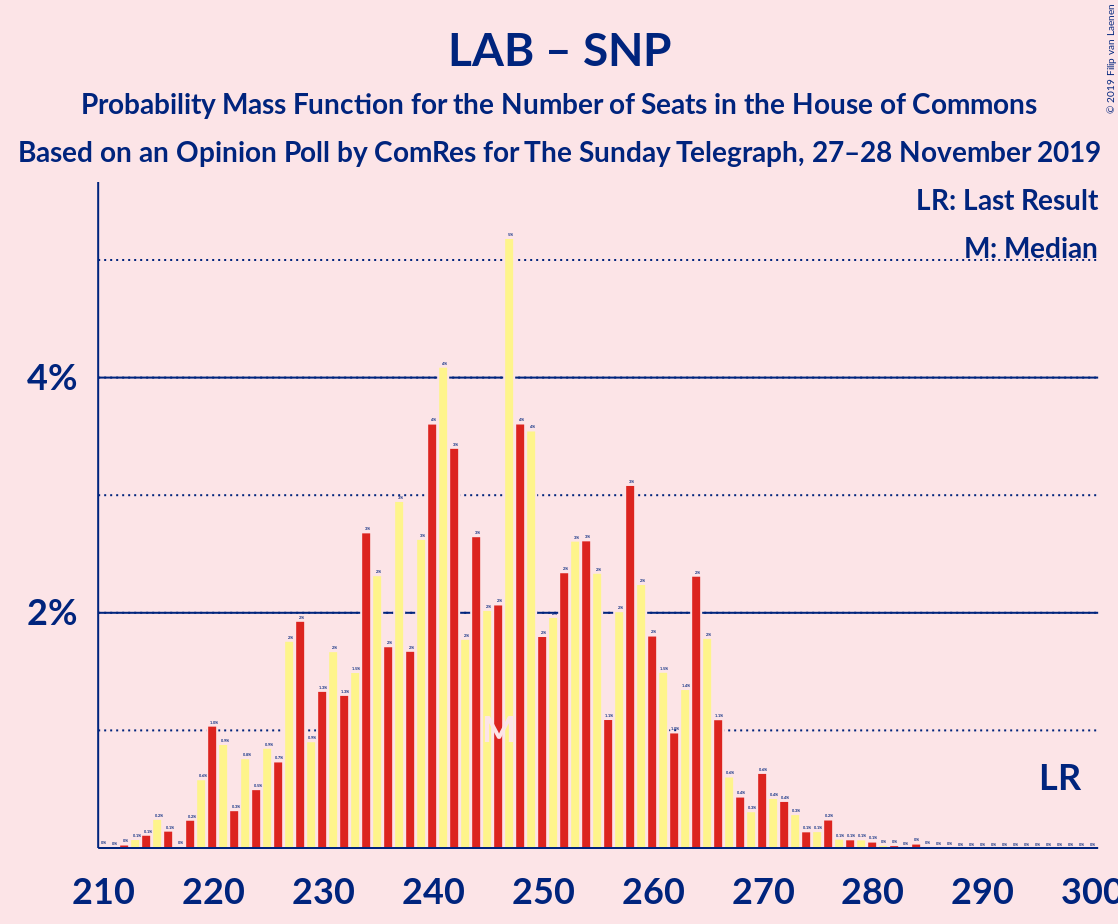 LAB – SNP
Probability Mass Function for the Number of Seats in the House of Commons
Based on an Opinion Poll by ComRes for The Sunday Telegraph, 27–28 November 2019
© 2019 Filip van Laenen
LR: Last Result
M: Median
4%
2%
M
LR
210 220 230 240 250 260 270 280 290 300